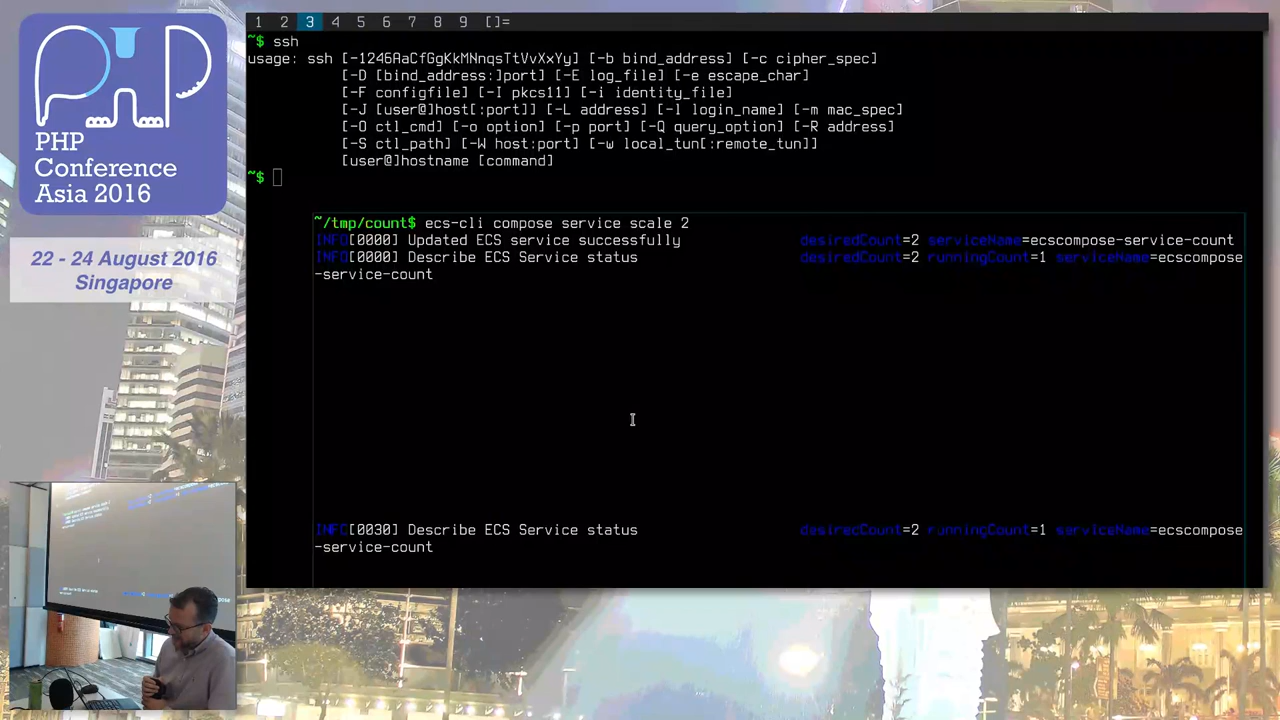 PHP
Conference
Asia 2016
22 - 24 August 2016
Singapore
1 2 3 4 5 6 7 8 9 []=
~$ ssh
usage: ssh [-1246AaCfGgKkMNnqsTtVvXxYy] [-b bind_address] [-c cipher_spec]
[-D [bind_address:]port] [-E log_file] [-e escape_char]
[-F configfile] [-I pkcs11] [-i identity_file]
[-J [user@]host[:port]] [-L address] [-l login_name] [-m mac_spec]
[-O ctl_cmd] [-o option] [-p port] [-Q query_option] [-R address]
[-S ctl_path] [-W host:port] [-w local_tun[:remote_tun]]
[user@]hostname [command]
~$
~/tmp/count$ ecs-cli compose service scale 2
INFO[0000] Updated ECS service successfully desiredCount=2 serviceName=ecscompose-service-count
INFO[0000] Describe ECS Service status desiredCount=2 runningCount=1 serviceName=ecscompose
-service-count
INFO[0030] Describe ECS Service status desiredCount=2 runningCount=1 serviceName=ecscompose
-service-count